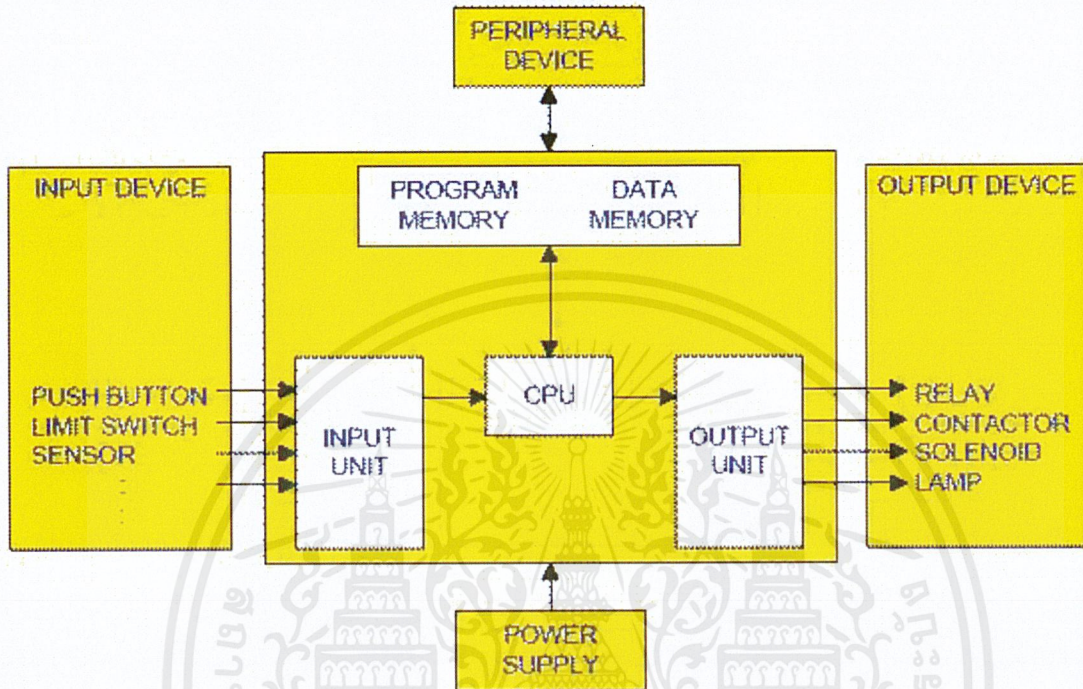 PERIPHERAL
DEVICE
INPUT DEVICE
PROGRAM
MEMORY
DATA
MEMORY
OUTPUT DEVICE
PUSH BUTTON
LIMIT SWITCH
SENSOR
INPUT
UNIT
CPU
OUTPUT
UNIT
RELAY
CONTACTOR
SOLENOID
LAMP
POWER
SUPPLY